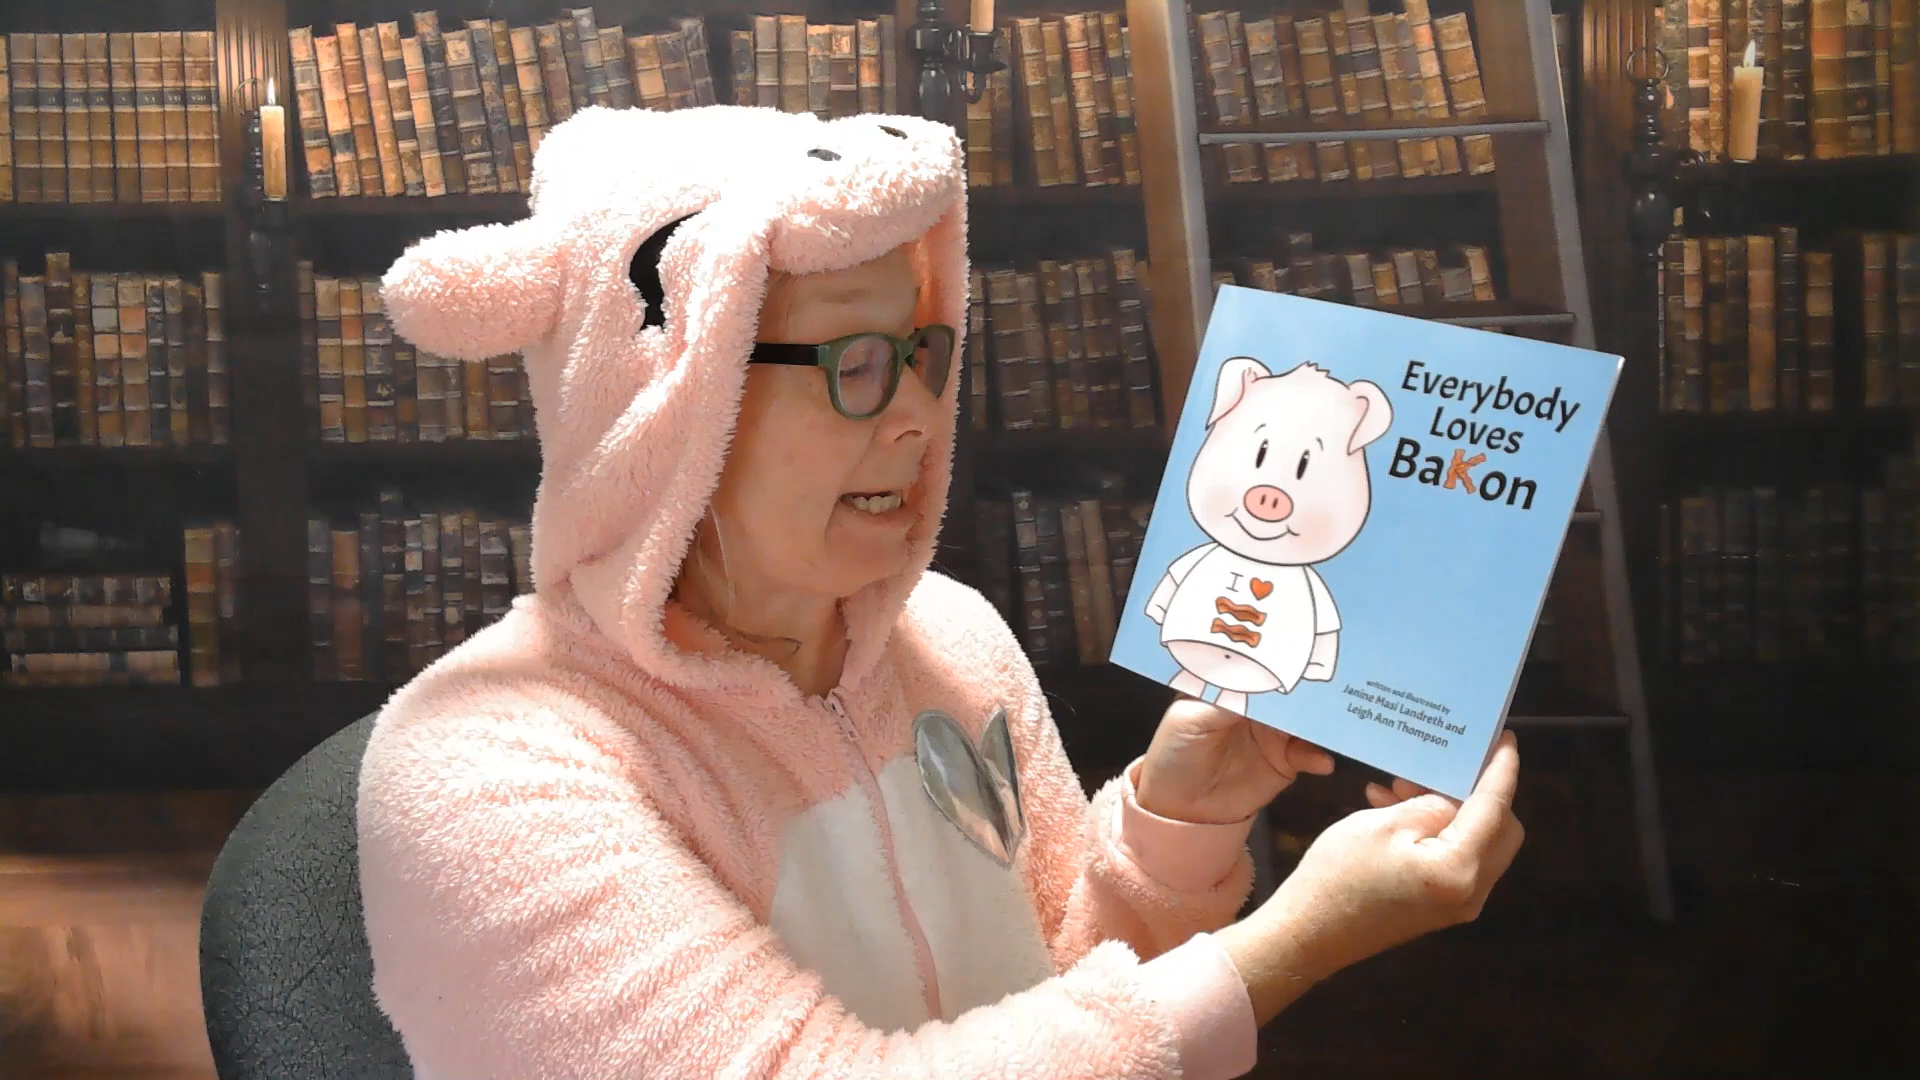 Everybody
Loves
BaKon
I
written and illustrated by
Janine Masi Landreth and
Leigh Ann Thompson